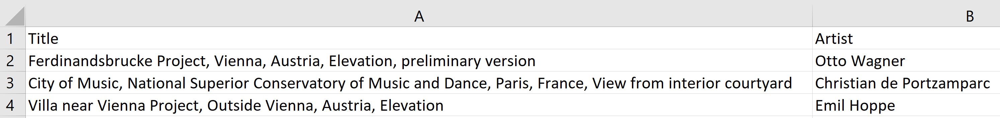 A B
1 Title Artist
2 Ferdinandsbrucke Project, Vienna, Austria, Elevation, preliminary version Otto Wagner
3 City of Music, National Superior Conservatory of Music and Dance, Paris, France, View from interior courtyard Christian de Portzamparc
4 Villa near Vienna Project, Outside Vienna, Austria, Elevation Emil Hoppe